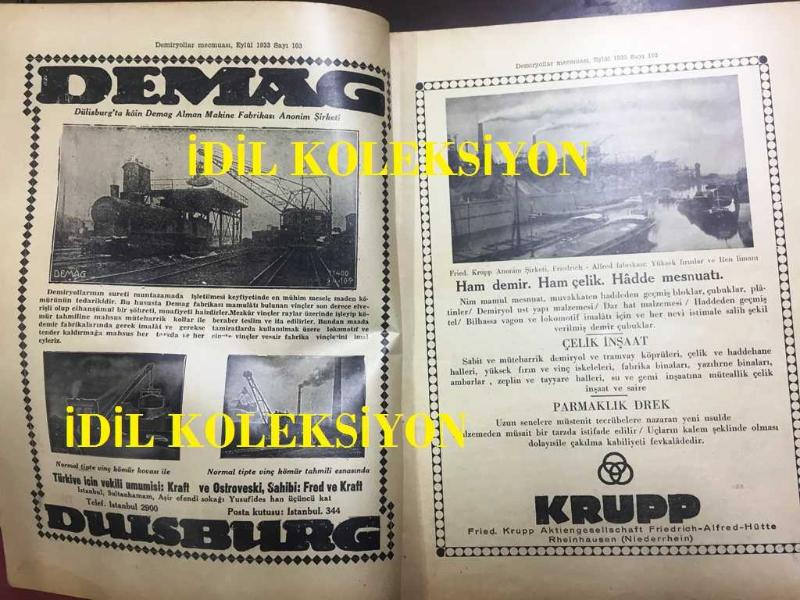 Demiryollar mecmuası, Eylül 1933 Sayı 103
DEMAG
Dülisburg'ta kâin Demag Alman Makine Fabrikası Anonim Şirketi
DEMAG
Demiryollarının sureti muntazamada işletilmesi keyfiyetinde en mühim mesele maden kö-
mürünün tedarikidir. Bu hususta Demag fabrikası mamulâtı bulunan vinçler son derece elve-
rişli olup cihanşümul bir şöhreti, menafiini haizdirler. Mezkûr vinçler raylar üzerinde işleyip kö-
mür tahmiline mahsus müteharrik kollar ile beraber teslim ve ita edilirler. Bundan maada
demir fabrikalarında gerek imalât ve gerekse tamiratlarda kullanılmak üzere lokomotif ve
tender kaldırmağa mahsus her tarzda ve her vinçler vesair fabrika vinçlerini imal
eyleriz.
Normal tipte vinç kömür kovası ile
Normal tipte vinç kömür tahmili esnasında
Türkiye için vekili umumisi: Kraft ve Ostroveski, Sahibi: Fred ve Kraft
İstanbul, Sultanhamam, Aşir efendi sokağı Yusufides han üçüncü kat
Telef. Istanbul 2900 Posta kutusu: Istanbul. 344
DUISBURG
Demiryollar mecmuası, Eylül 1933 Sayı 103
Fried. Krupp Anonim Şirketi, Friedrich - Alfred fabrikası: Yüksek fırınlar ve Ren limanı
Ham demir. Ham çelik. Hâdde mesnuatı.
Nim mamul mesnuat, muvakkaten haddeden geçmiş bloklar, çubuklar, plâ-
tinler/ Demiryol ust yapı malzemesi/ Dar hat malzemesi / Haddeden geçmiş
tel/ Bilhassa vagon ve lokomotif imalâtı için ve her nevi istimale salih şekil
verilmiş demir çubuklar.
ÇELİK İNŞAAT
Sabit ve müteharrik demiryol ve tramvay köprüleri, çelik ve haddehane
halleri, yüksek fırın ve vinç iskeleleri, fabrika binaları, yazıhne binaları,
ambarlar , zeplin ve tayyare halleri, su ve gemi inşaatına müteallik çelik
inşaat ve saire
PARMAKLIK DREK
Uzun senelere müstenit tecrübelere nazaran yeni usulde
malzemeden müsait bir tarzda istifade edilir / Uçların kalem şeklinde olması
dolayısile çakılma kabiliyeti fevkalâdedir.
KRUPP
Fried. Krupp Aktiengesellschaft Friedrich-Alfred-Hütte
Rheinhausen (Niederrhein)
İDİL KOLEKSİYON
İDİL KOLEKSİYON